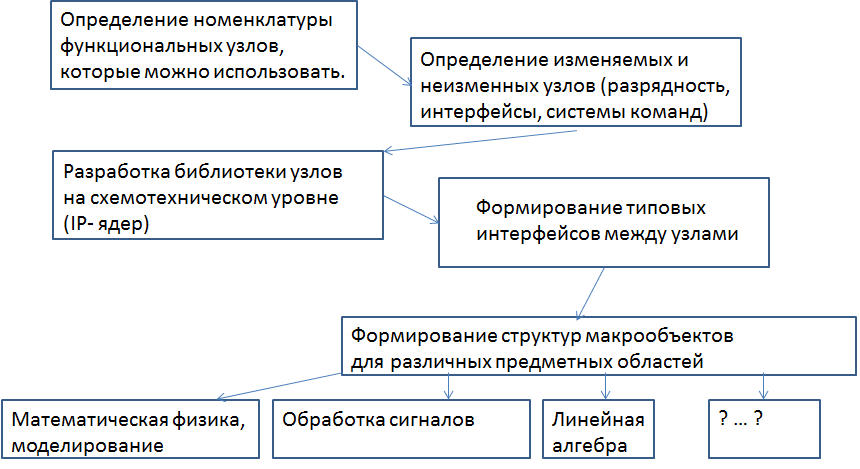 Определение номенклатуры
функциональных узлов,
которые можно использовать.
Определение изменяемых и
неизменных узлов (разрядность,
интерфейсы, системы команд)
Разработка библиотеки узлов
на схемотехническом уровне
(IP- ядер)
Формирование типовых
интерфейсов между узлами
Формирование структур макрообъектов
для различных предметных областей
Математическая физика,
моделирование
Обработка сигналов
Линейная
алгебра
? ... ?